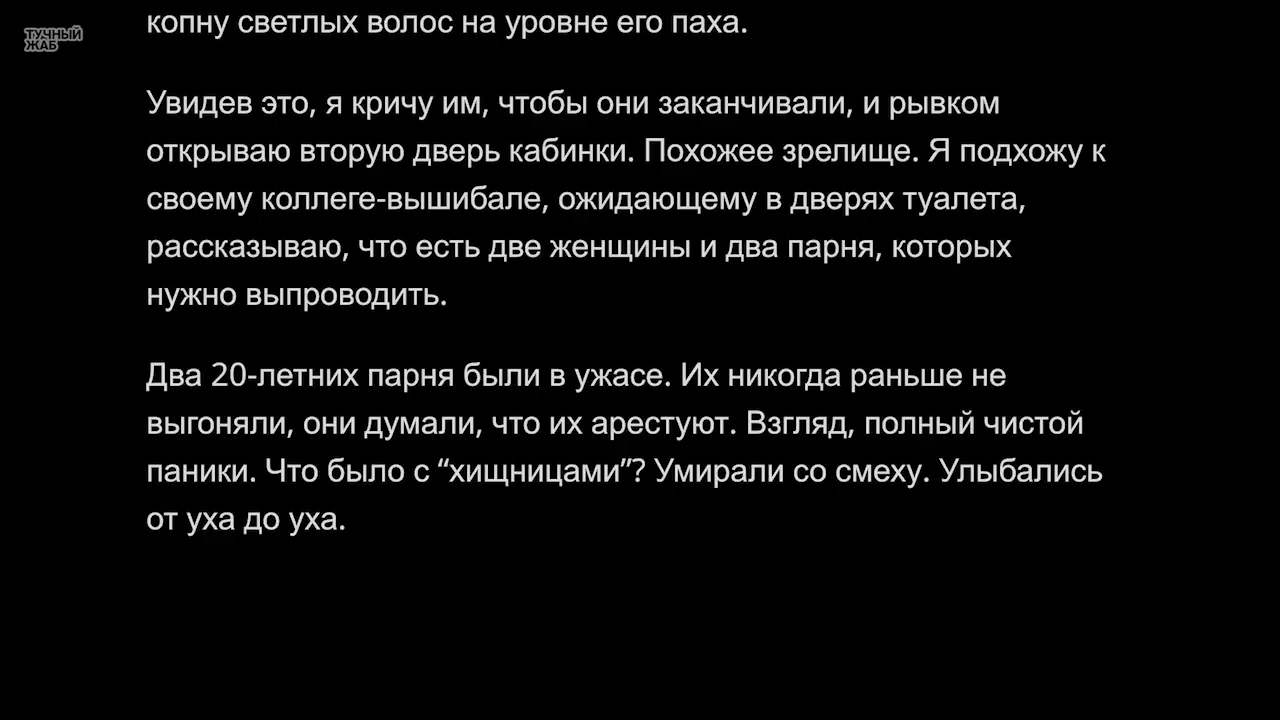 ТУЧНЫЙ
ЖАБ
копну светлых волос на уровне его паха.
Увидев это, я кричу им, чтобы они заканчивали, и рывком
открываю вторую дверь кабинки. Похожее зрелище. Я подхожу к
своему коллеге-вышибале, ожидающему в дверях туалета,
рассказываю, что есть две женщины и два парня, которых
нужно выпроводить.
Два 20-летних парня были в ужасе. Их никогда раньше не
выгоняли, они думали, что их арестуют. Взгляд, полный чистой
паники. Что было с “хищницами”? Умирали со смеху. Улыбались
от уха до уха.